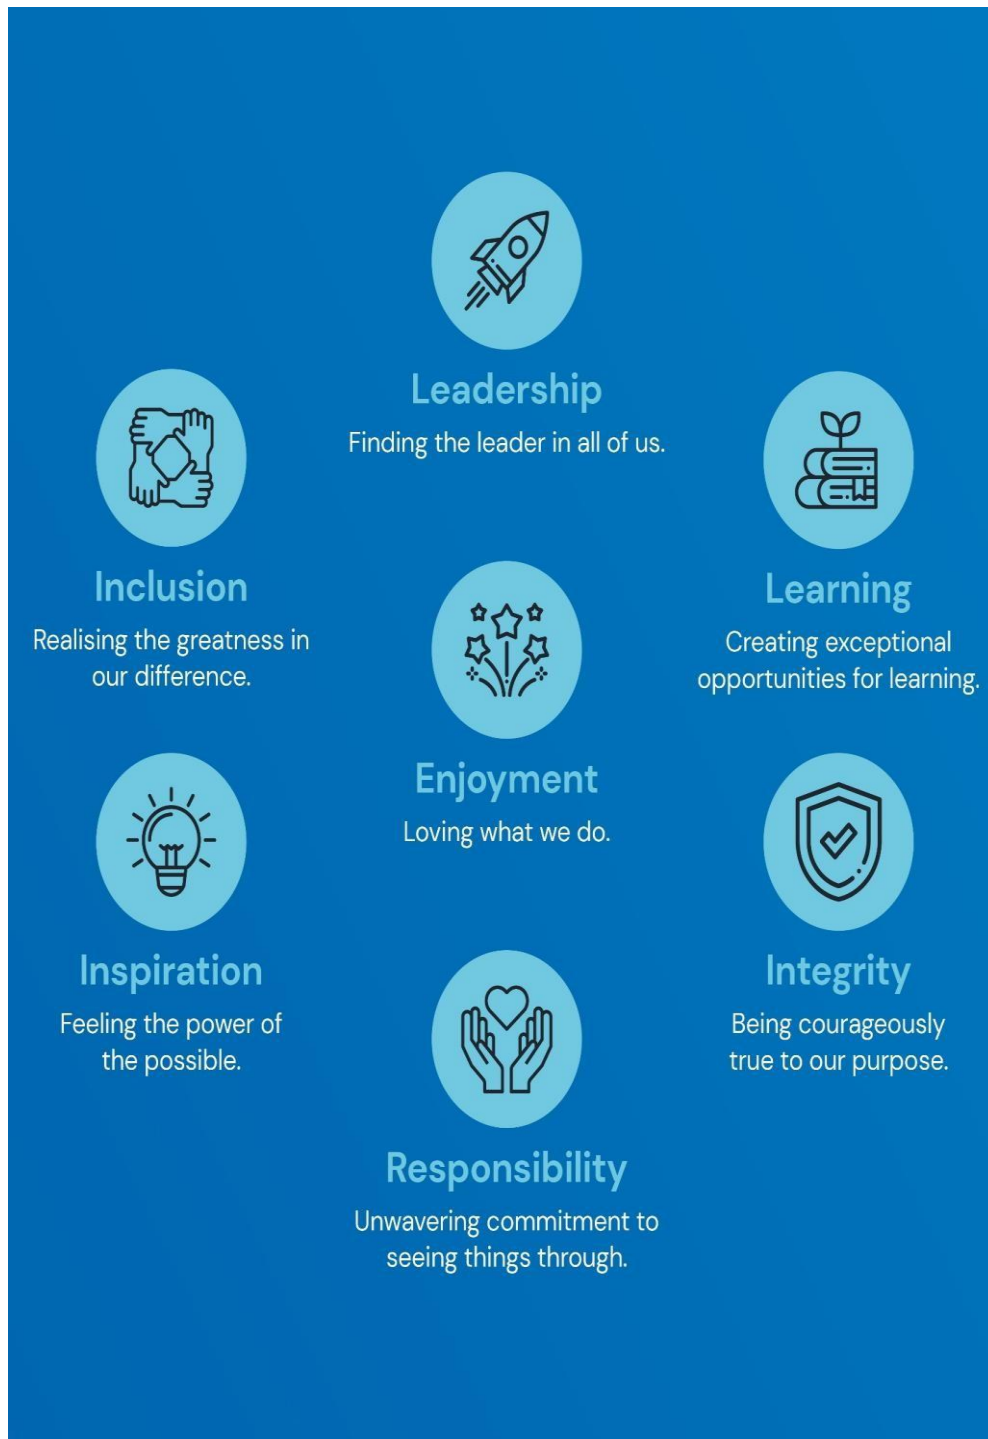 Leadership
Finding the leader in all of us.
Inclusion
Realising the greatness in
our difference.
Learning
Creating exceptional
opportunities for learning.
Enjoyment
Loving what we do.
Inspiration
Feeling the power of
the possible.
Integrity
Being courageously
true to our purpose.
Responsibility
Unwavering commitment to
seeing things through.